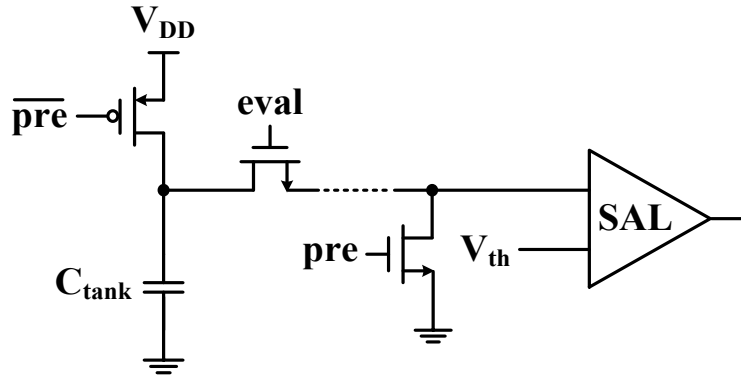 V_DD
pre
eval
SAL
pre
V_th
C_tank